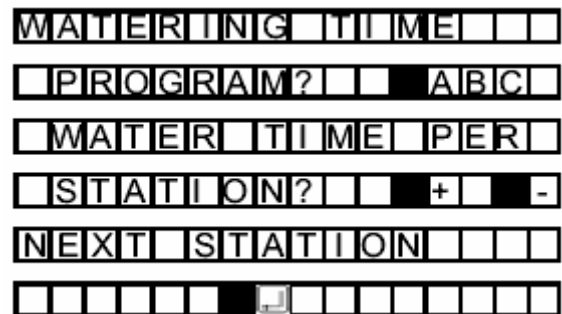 WATERING TIME
PROGRAM? ABC
WATER TIME PER
STATION? + -
NEXT STATION